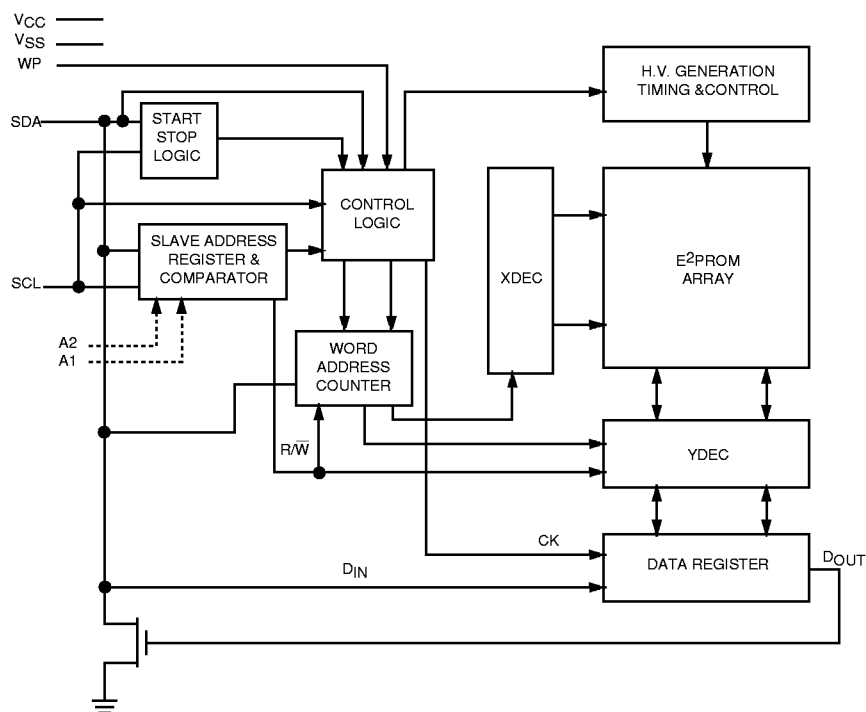 VCC
VSS
WP
SDA
START
STOP
LOGIC
H.V. GENERATION
TIMING &CONTROL
CONTROL
LOGIC
SLAVE ADDRESS
REGISTER &
COMPARATOR
SCL
XDEC
E²PROM
ARRAY
A2
A1
WORD
ADDRESS
COUNTER
R/W̅
YDEC
CK
DIN
DATA REGISTER
DOUT